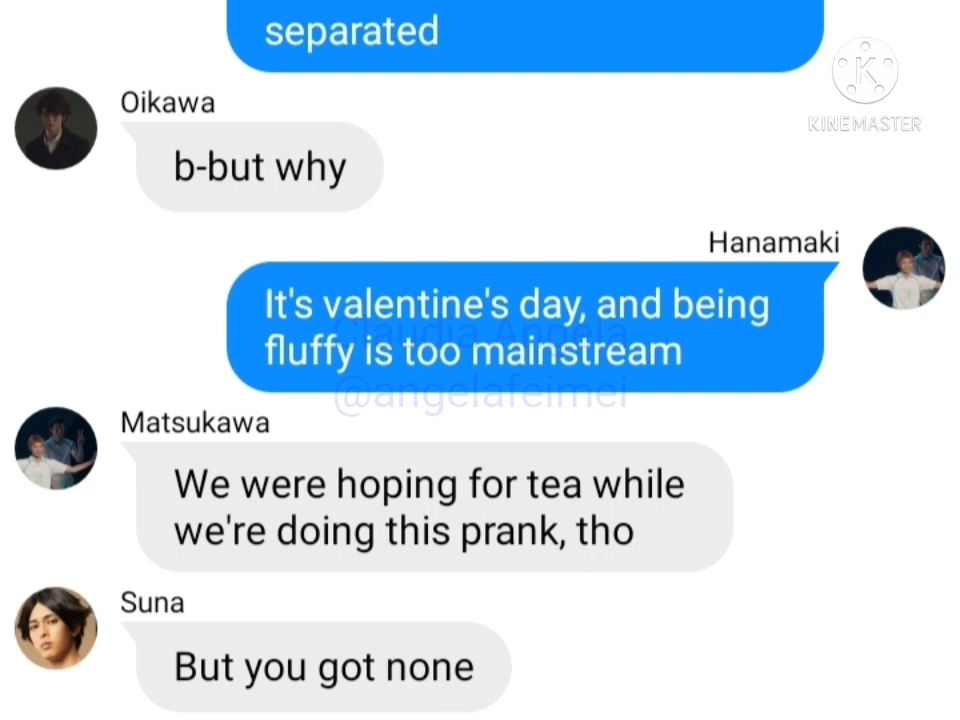 separated
KINEMASTER
Oikawa
b-but why
Hanamaki
It's valentine's day, and being
fluffy is too mainstream
Claudia Angela
@angelafeimei
Matsukawa
We were hoping for tea while
we're doing this prank, tho
Suna
But you got none